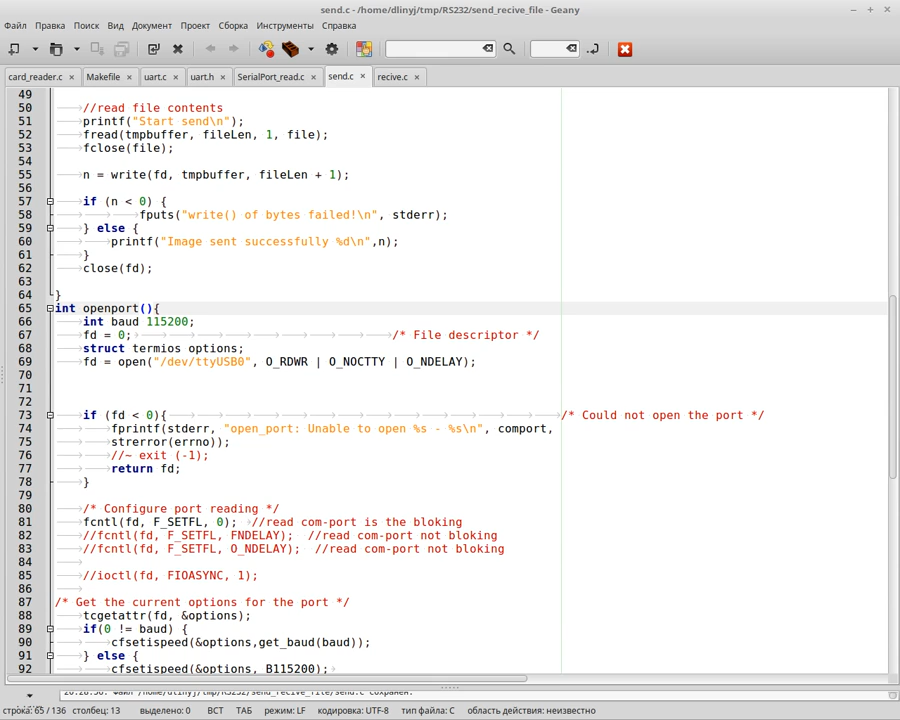 send.c - /home/dlinyj/tmp/RS232/send_recive_file - Geany
Файл Правка Поиск Вид Документ Проект Сборка Инструменты Справка
card_reader.c Makefile uart.c uart.h SerialPort_read.c send.c recive.c
49
50 //read file contents
51 printf("Start send\n");
52 fread(tmpbuffer, fileLen, 1, file);
53 fclose(file);
54
55 n = write(fd, tmpbuffer, fileLen + 1);
56
57 if (n < 0) {
58 fputs("write() of bytes failed!\n", stderr);
59 } else {
60 printf("Image sent successfully %d\n",n);
61 }
62 close(fd);
63
64 }
65 int openport(){
66 int baud 115200;
67 fd = 0; /* File descriptor */
68 struct termios options;
69 fd = open("/dev/ttyUSB0", O_RDWR | O_NOCTTY | O_NDELAY);
70
71
72
73 if (fd < 0){ /* Could not open the port */
74 fprintf(stderr, "open_port: Unable to open %s - %s\n", comport,
75 strerror(errno));
76 //~ exit (-1);
77 return fd;
78 }
79
80 /* Configure port reading */
81 fcntl(fd, F_SETFL, 0); //read com-port is the bloking
82 //fcntl(fd, F_SETFL, FNDELAY); //read com-port not bloking
83 //fcntl(fd, F_SETFL, O_NDELAY); //read com-port not bloking
84
85 //ioctl(fd, FIOASYNC, 1);
86
87 /* Get the current options for the port */
88 tcgetattr(fd, &options);
89 if(0 != baud) {
90 cfsetispeed(&options,get_baud(baud));
91 } else {
92 cfsetispeed(&options, B115200);
20:28:50: Файл /home/dlinyj/tmp/RS232/send_recive_file/send.c сохранён.
строка: 65 / 136 столбец: 13 выделено: 0 ВСТ ТАБ режим: LF кодировка: UTF-8 тип файла: C область действия: неизвестно